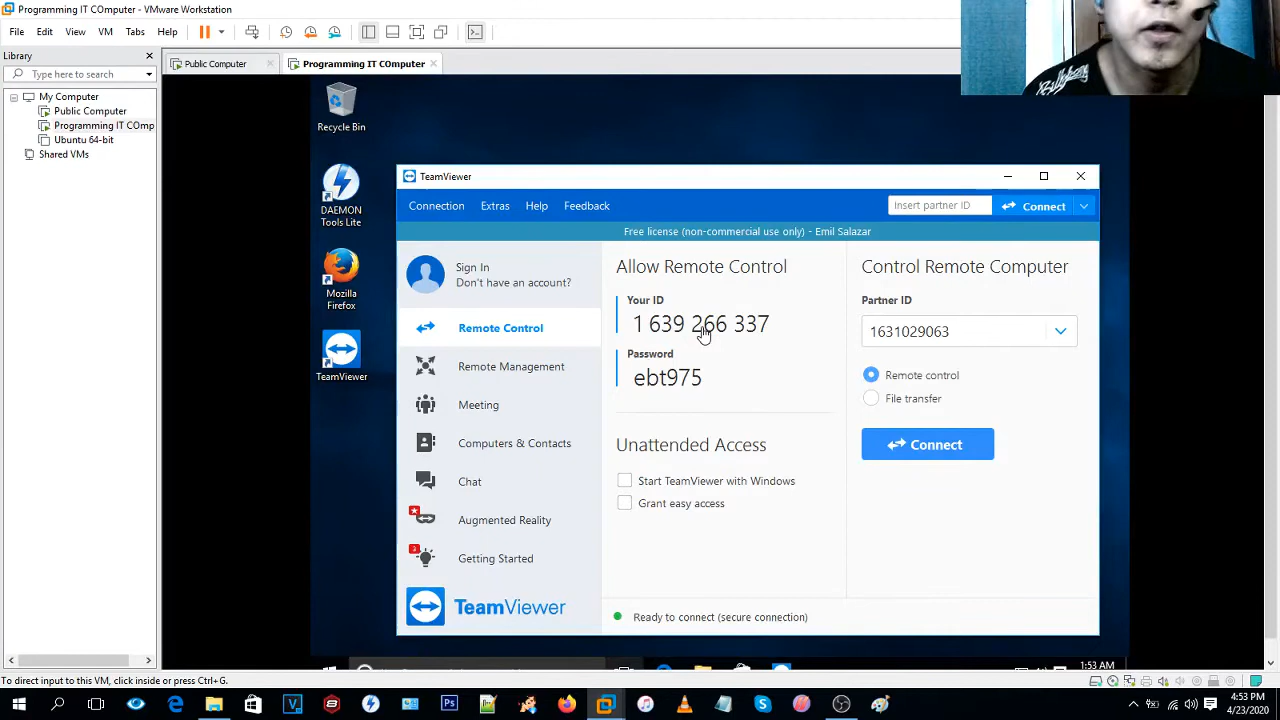 Programming IT COmputer - VMware Workstation
File Edit View VM Tabs Help
Library
Type here to search
My Computer
Public Computer
Programming IT COmp
Ubuntu 64-bit
Shared VMs
Public Computer
Programming IT COmputer
Recycle Bin
DAEMON
Tools Lite
Mozilla
Firefox
TeamViewer
TeamViewer
Connection Extras Help Feedback
Insert partner ID
Connect
Free license (non-commercial use only) - Emil Salazar
Sign In
Don't have an account?
Remote Control
Remote Management
Meeting
Computers & Contacts
Chat
Augmented Reality
Getting Started
TeamViewer
Allow Remote Control
Your ID
1 639 266 337
Password
ebt975
Unattended Access
Start TeamViewer with Windows
Grant easy access
Control Remote Computer
Partner ID
1631029063
Remote control
File transfer
Connect
Ready to connect (secure connection)
1:53 AM
To direct input to this VM, click inside or press Ctrl+G.
4:53 PM
4/23/2020